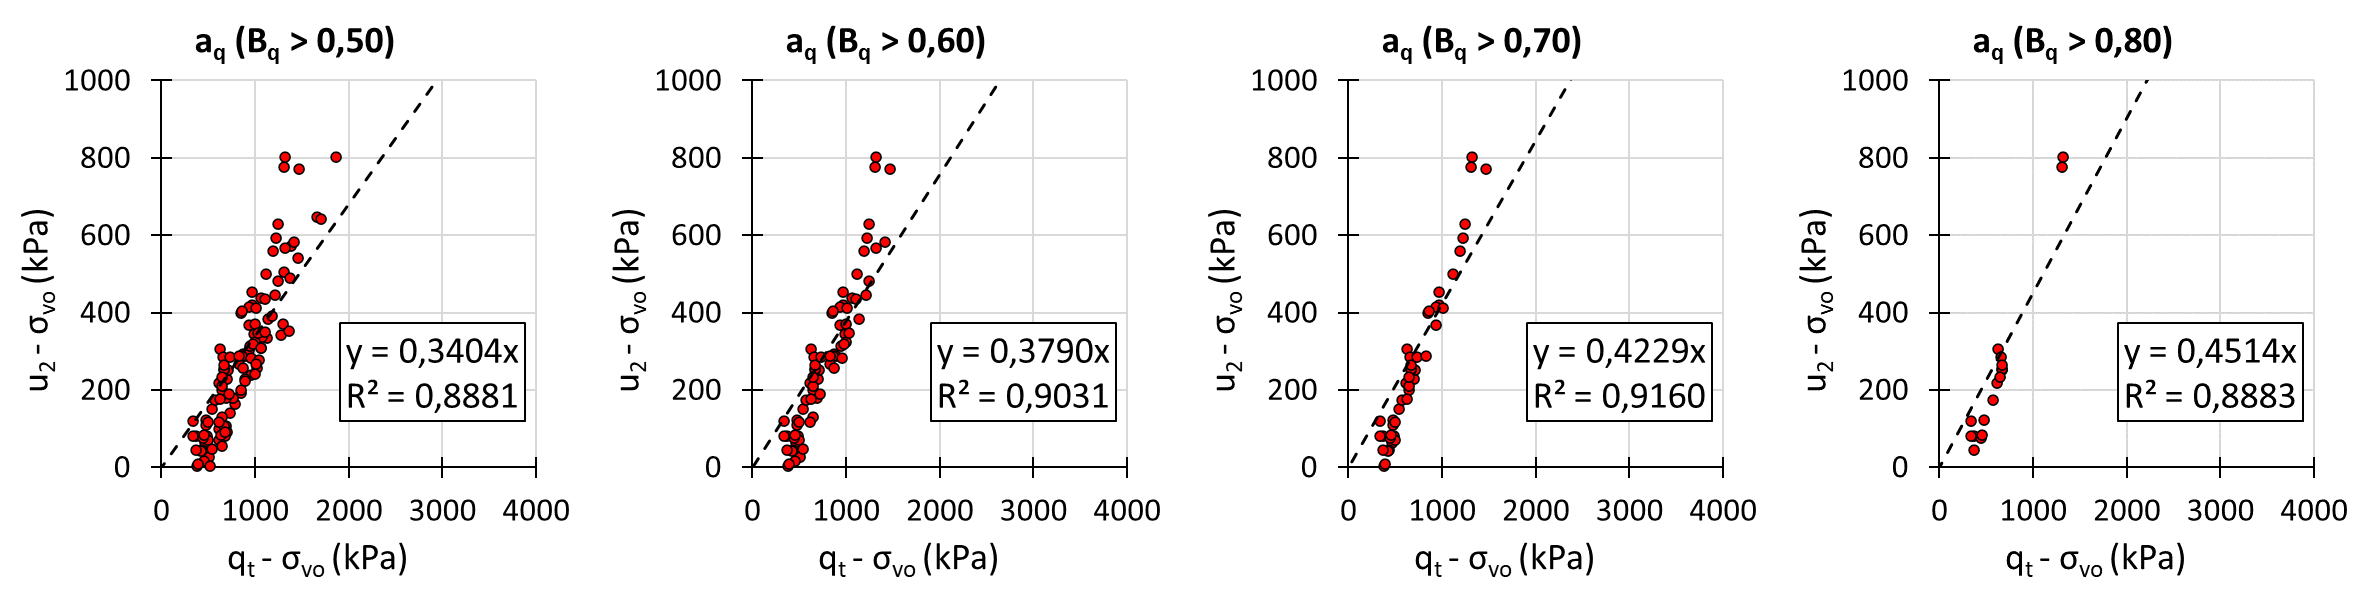 aq (Bq > 0,50)
1000
800
600
400
200
0
u2 - σvo (kPa)
y = 0,3404x
R² = 0,8881
0 1000 2000 3000 4000
qt - σvo (kPa)
aq (Bq > 0,60)
1000
800
600
400
200
0
u2 - σvo (kPa)
y = 0,3790x
R² = 0,9031
0 1000 2000 3000 4000
qt - σvo (kPa)
aq (Bq > 0,70)
1000
800
600
400
200
0
u2 - σvo (kPa)
y = 0,4229x
R² = 0,9160
0 1000 2000 3000 4000
qt - σvo (kPa)
aq (Bq > 0,80)
1000
800
600
400
200
0
u2 - σvo (kPa)
y = 0,4514x
R² = 0,8883
0 1000 2000 3000 4000
qt - σvo (kPa)